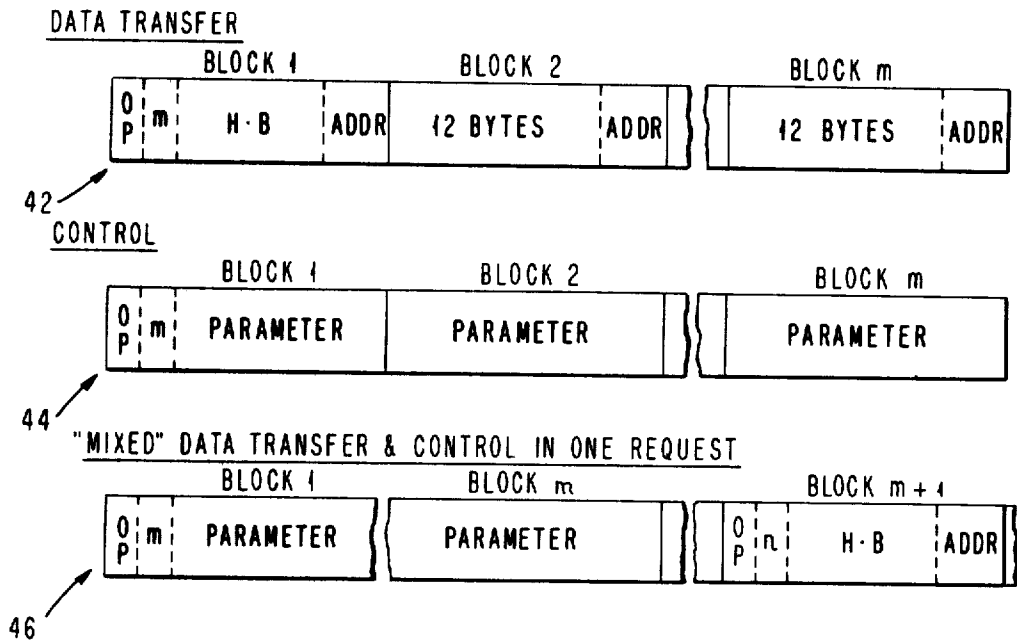 DATA TRANSFER
BLOCK 1 BLOCK 2 BLOCK m
OP m H·B ADDR 12 BYTES ADDR 12 BYTES ADDR
42
CONTROL
BLOCK 1 BLOCK 2 BLOCK m
OP m PARAMETER PARAMETER PARAMETER
44
"MIXED" DATA TRANSFER & CONTROL IN ONE REQUEST
BLOCK 1 BLOCK m BLOCK m+1
OP m PARAMETER PARAMETER OP n H·B ADDR
46